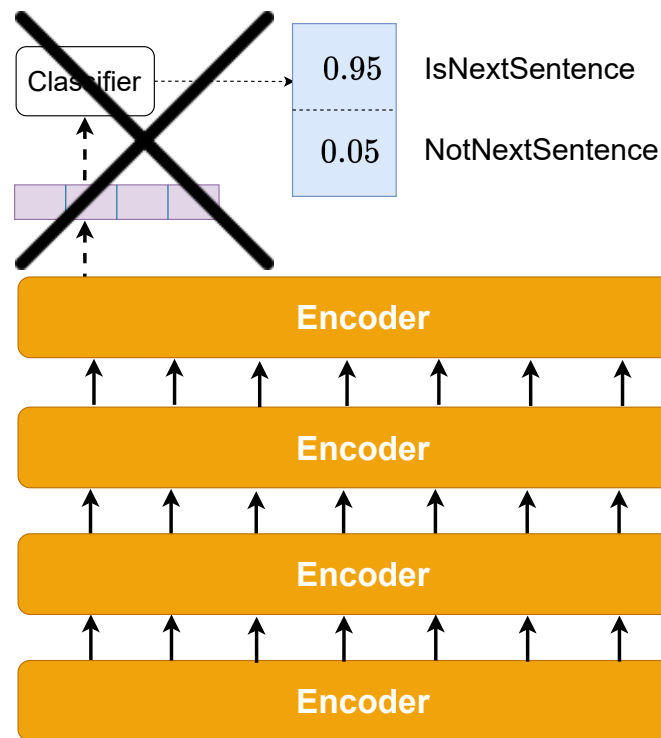 Classifier
0.95 IsNextSentence
0.05 NotNextSentence
Encoder
Encoder
Encoder
Encoder